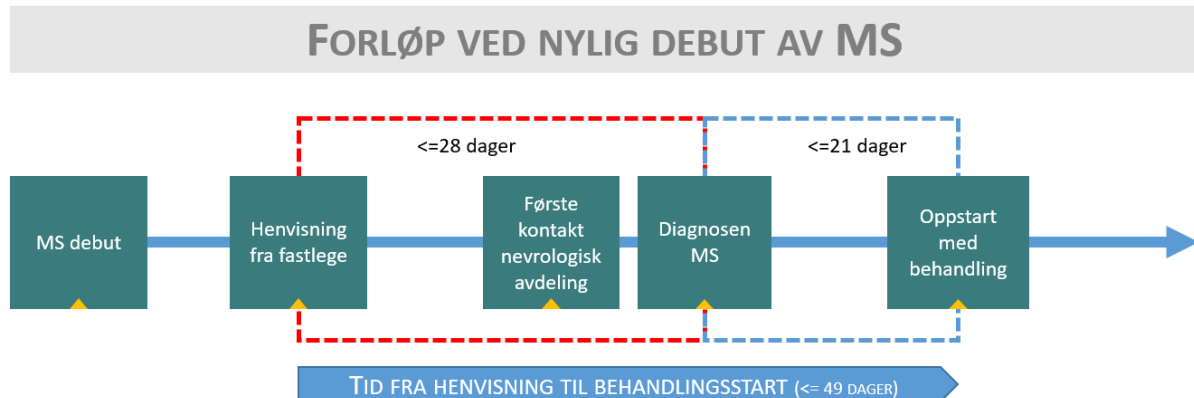 FORLØP VED NYLIG DEBUT AV MS
<=28 dager
<=21 dager
MS debut
Henvisning
fra fastlege
Første
kontakt
nevrologisk
avdeling
Diagnosen
MS
Oppstart
med
behandling
TID FRA HENVISNING TIL BEHANDLINGSSTART (<= 49 DAGER)